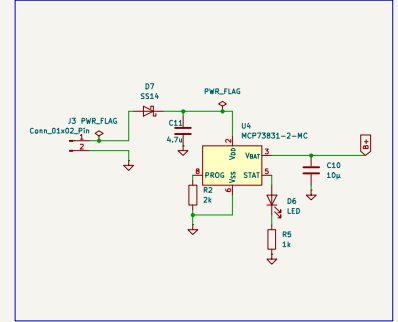 D7
SS14
PWR_FLAG
J3 PWR_FLAG
Conn_01x02_Pin
1
2
C11
4.7u
U4
MCP73831-2-MC
2
VDD
VBAT
3
B+
8
PROG
STAT
5
VSS
6
C10
10μ
R2
2k
D6
LED
R5
1k